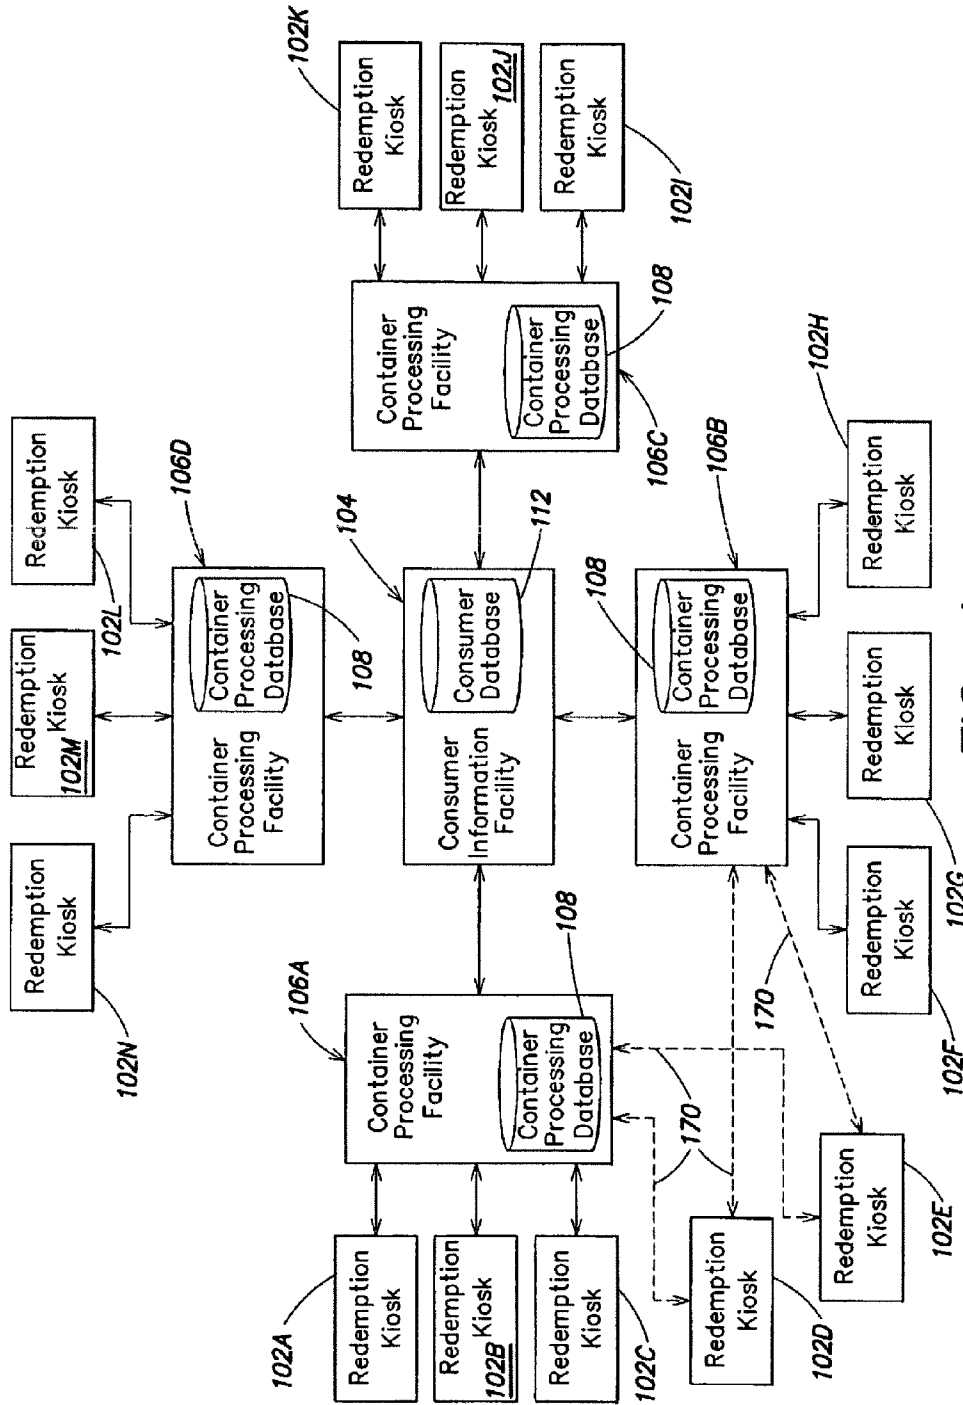 Redemption
Kiosk
102N
Redemption
Kiosk
102M
Redemption
Kiosk
102L
Container
Processing
Facility
Container
Processing
Database
108
106D
102A
Redemption
Kiosk
Redemption
Kiosk
102B
Redemption
Kiosk
102C
106A
Container
Processing
Facility
Container
Processing
Database
108
104
Consumer
Information
Facility
Consumer
Database
112
Container
Processing
Facility
Container
Processing
Database
108
106C
102K
Redemption
Kiosk
Redemption
Kiosk
102J
Redemption
Kiosk
102I
Container
Processing
Facility
108
Container
Processing
Database
106B
170
170
Redemption
Kiosk
102D
Redemption
Kiosk
102E
Redemption
Kiosk
102F
Redemption
Kiosk
102G
Redemption
Kiosk
102H